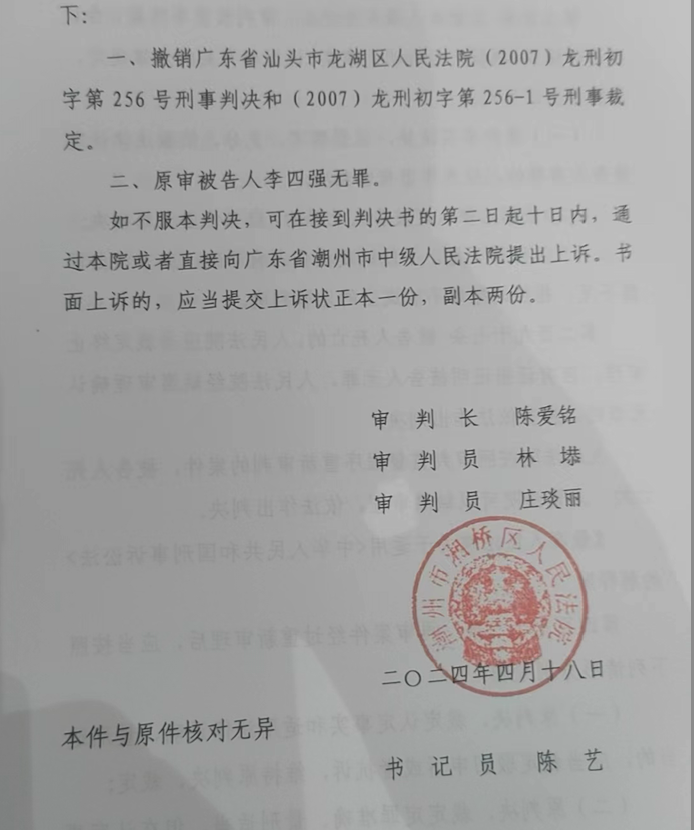 下：
一、撤销广东省汕头市龙湖区人民法院（2007）龙刑初
字第 256 号刑事判决和（2007）龙刑初字第 256-1 号刑事裁
定。
二、原审被告人李四强无罪。
如不服本判决，可在接到判决书的第二日起十日内，通
过本院或者直接向广东省潮州市中级人民法院提出上诉。书
面上诉的，应当提交上诉状正本一份，副本两份。
审 判 长 陈爱铭
审 判 员 林 塨
审 判 员 庄琰丽
潮州市湘桥区人民法院
二〇二四年四月十八日
本件与原件核对无异
书 记 员 陈 艺